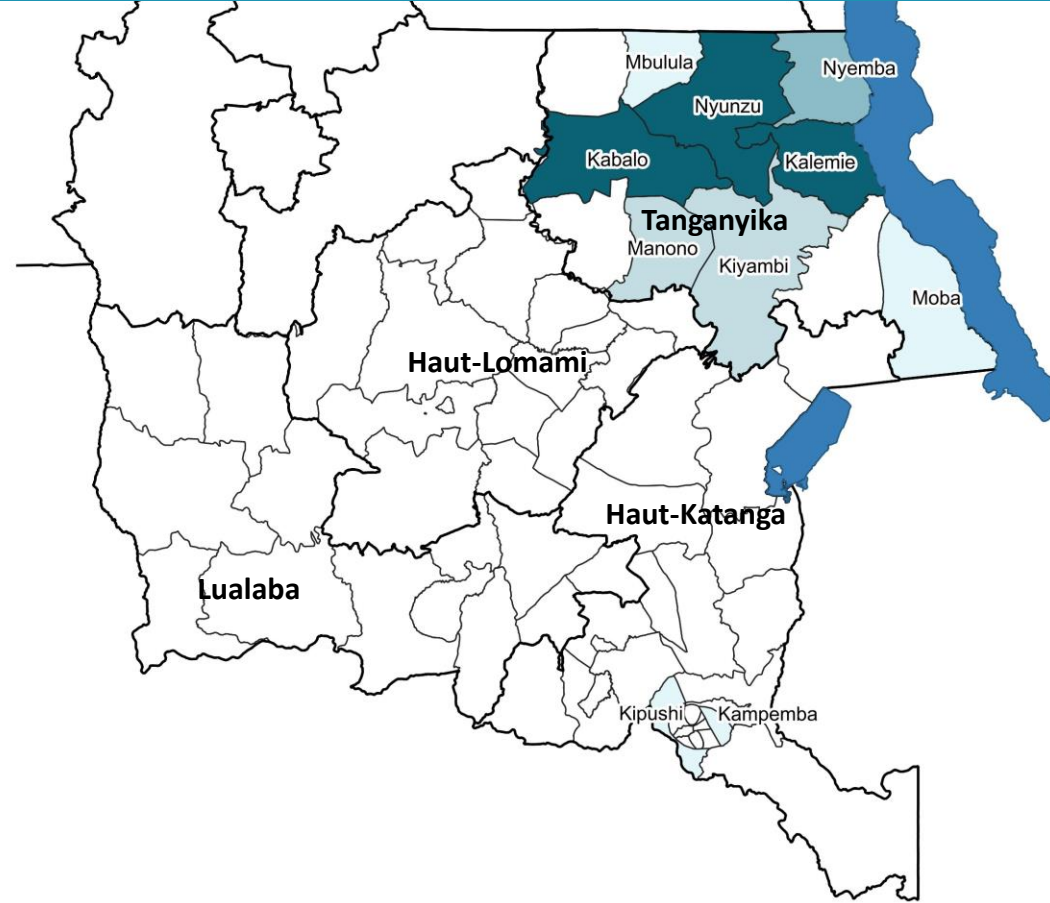 Mbulula
Nyemba
Nyunzu
Kabalo
Kalemie
Tanganyika
Manono
Kiyambi
Moba
Haut-Lomami
Haut-Katanga
Lualaba
Kipushi
Kampemba